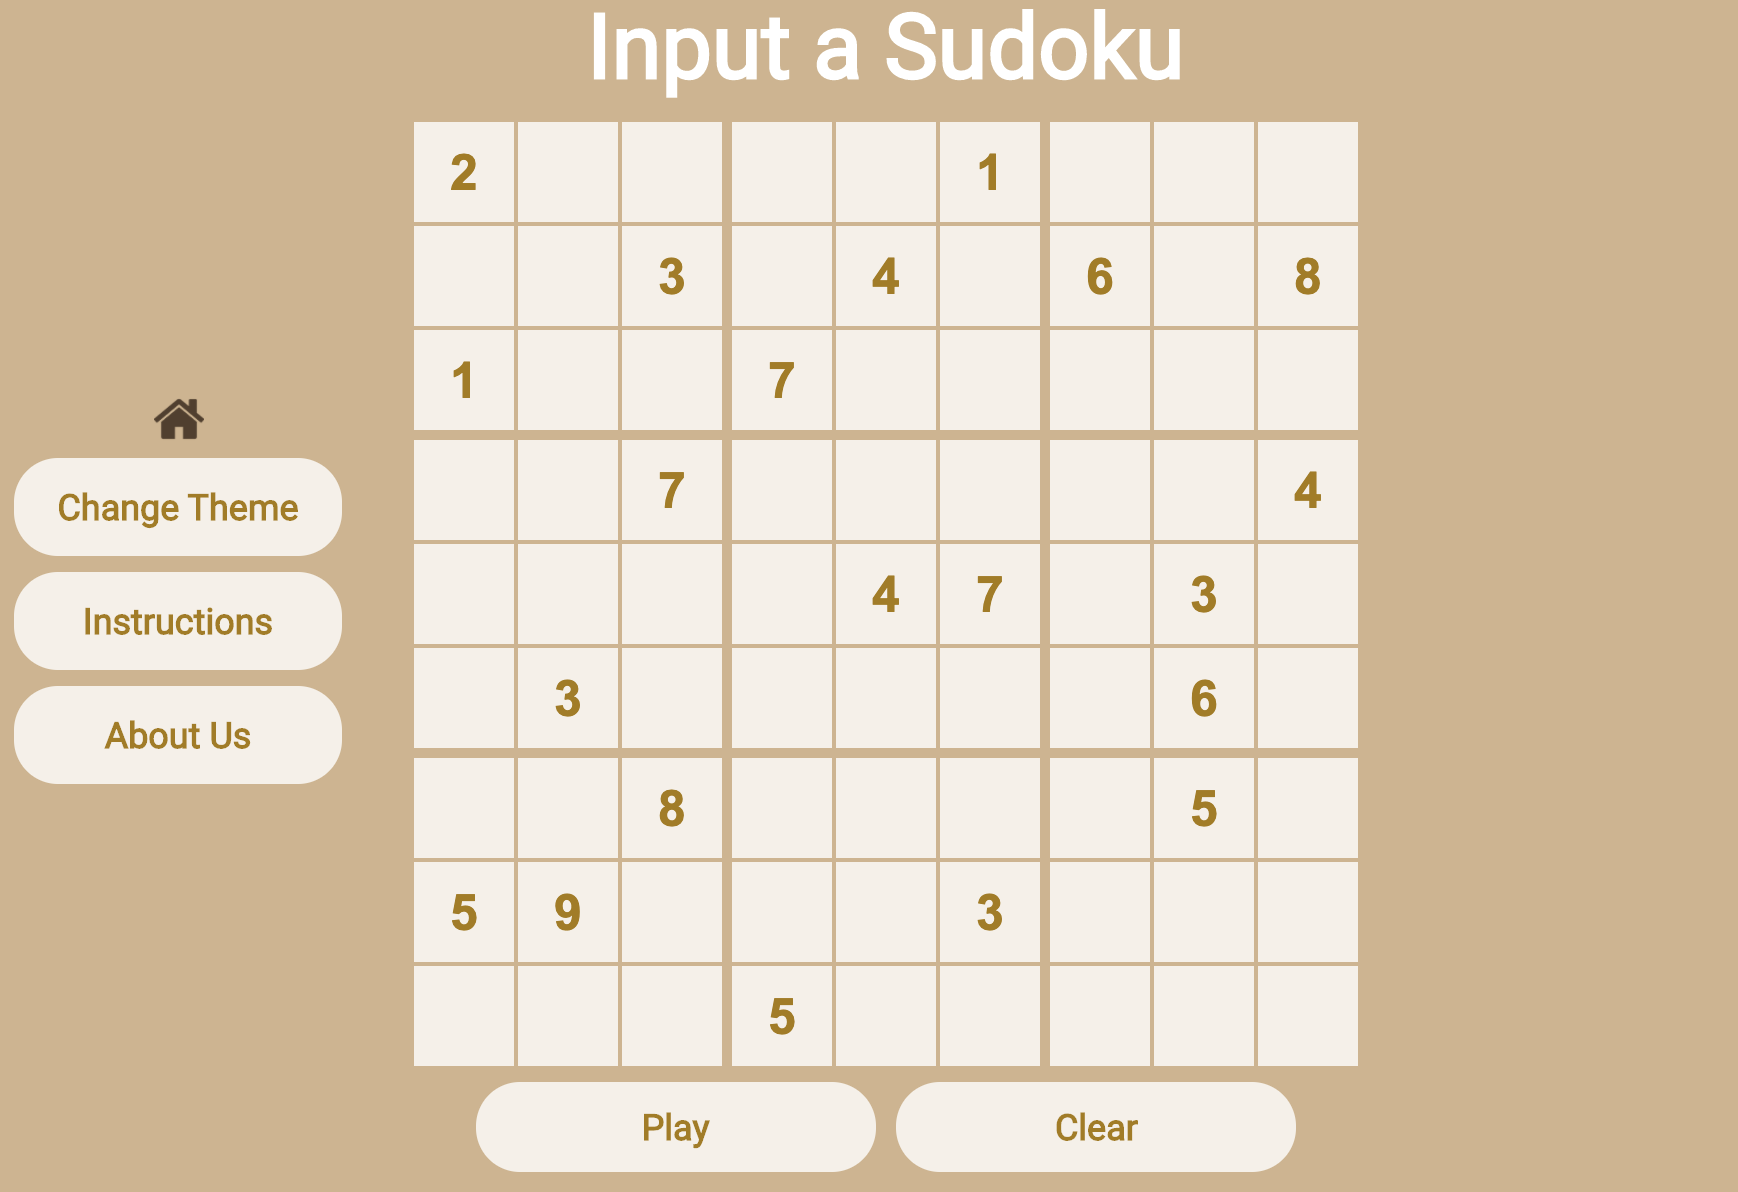 Input a Sudoku
2 1
3 4 6 8
1 7
7 4
4 7 3
3 6
8 5
5 9 3
5
Change Theme
Instructions
About Us
Play Clear